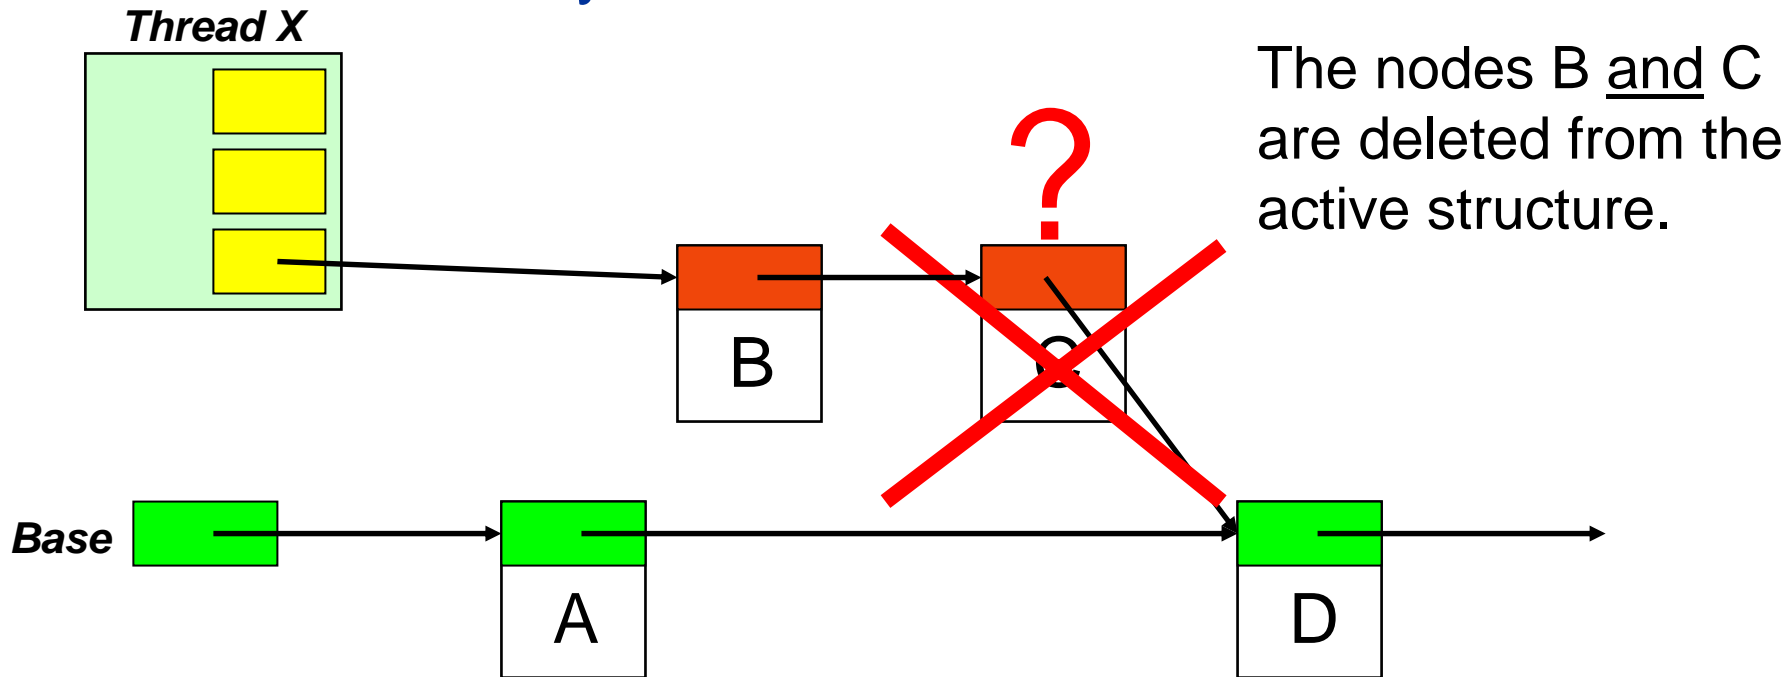 Thread X
The nodes B and C
are deleted from the
active structure.
?
B
C
Base
A
D